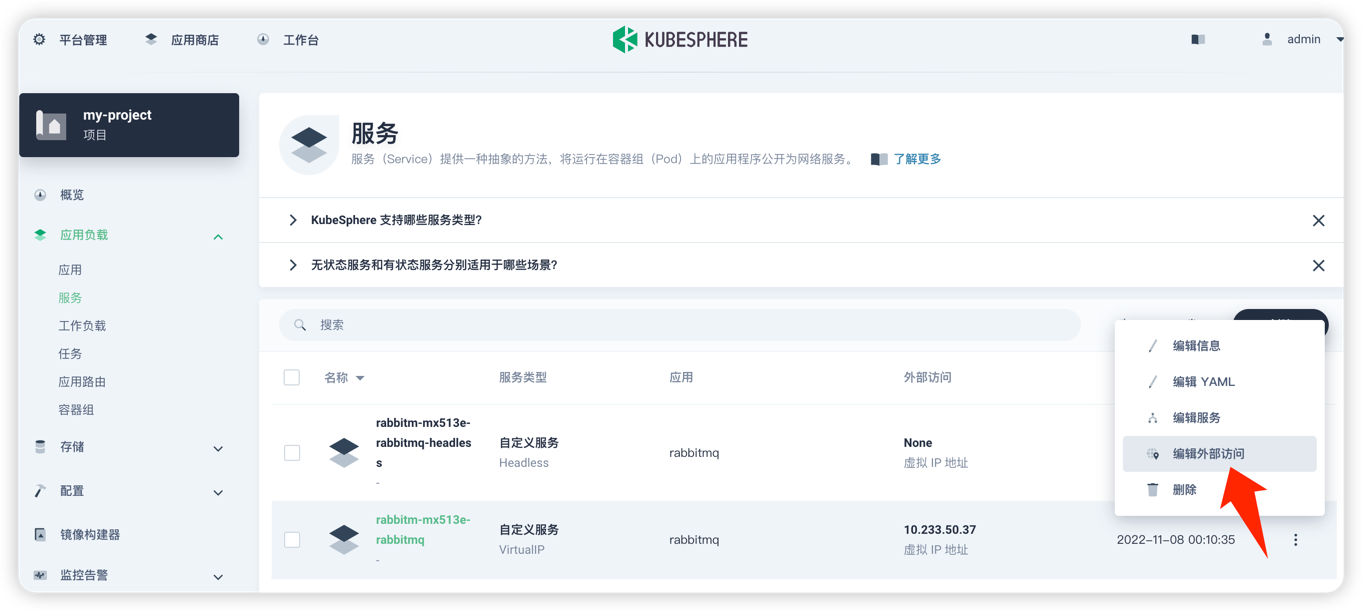 平台管理
应用商店
工作台
KUBESPHERE
admin
my-project
项目
概览
应用负载
应用
服务
工作负载
任务
应用路由
容器组
存储
配置
镜像构建器
监控告警
服务
服务（Service）提供一种抽象的方法，将运行在容器组（Pod）上的应用程序公开为网络服务。
了解更多
KubeSphere 支持哪些服务类型?
无状态服务和有状态服务分别适用于哪些场景?
搜索
名称
服务类型
应用
外部访问
rabbitm-mx513e-
rabbitmq-headles
s
-
自定义服务
Headless
rabbitmq
None
虚拟 IP 地址
rabbitm-mx513e-
rabbitmq
-
自定义服务
VirtualIP
rabbitmq
10.233.50.37
虚拟 IP 地址
2022-11-08 00:10:35
编辑信息
编辑 YAML
编辑服务
编辑外部访问
删除